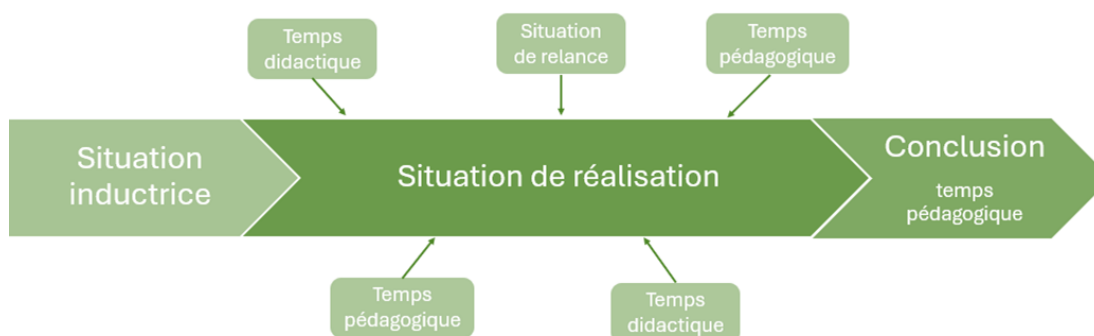 Temps
didactique
Situation
de relance
Temps
pédagogique
Situation
inductrice
Situation de réalisation
Conclusion
temps
pédagogique
Temps
pédagogique
Temps
didactique